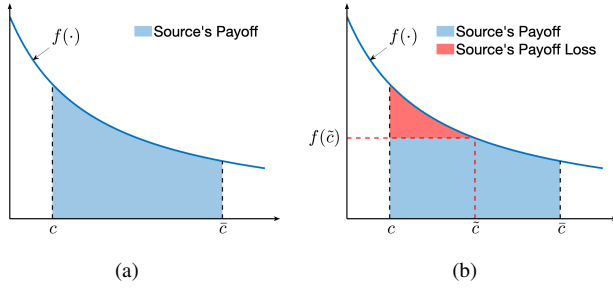 f(·)
Source's Payoff
c
c̄
(a)
f(·)
Source's Payoff
Source's Payoff Loss
f(c̃)
c
c̃
c̄
(b)